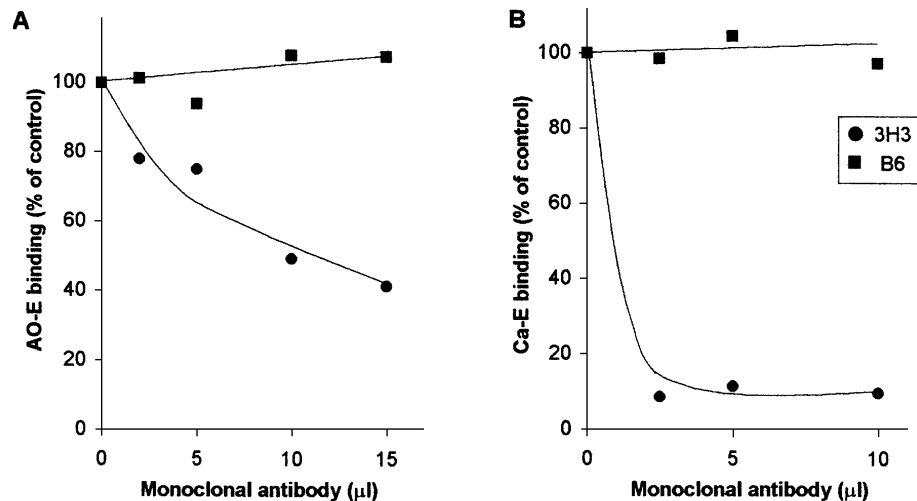 A
AO-E binding (% of control)
100
80
60
40
20
0
0 5 10 15
Monoclonal antibody (µl)
B
Ca-E binding (% of control)
100
80
60
40
20
0
0 5 10
Monoclonal antibody (µl)
3H3
B6